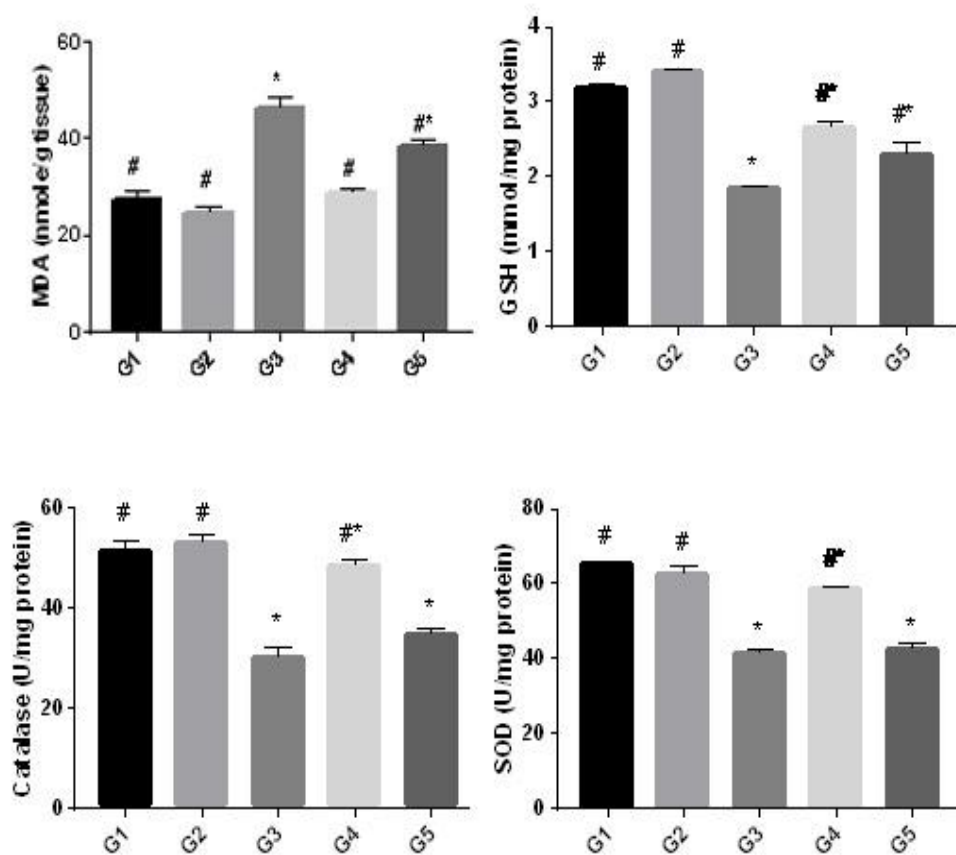 MDA (nmole/g tissue)
60
40
20
0
#
#
*
#
#*
G1
G2
G3
G4
G5
GSH (mmol/mg protein)
4
3
2
1
0
#
#
*
#*
#*
G1
G2
G3
G4
G5
Catalase (U/mg protein)
60
40
20
0
#
#
*
#*
*
G1
G2
G3
G4
G5
SOD (U/mg protein)
80
60
40
20
0
#
#
*
#*
*
G1
G2
G3
G4
G5